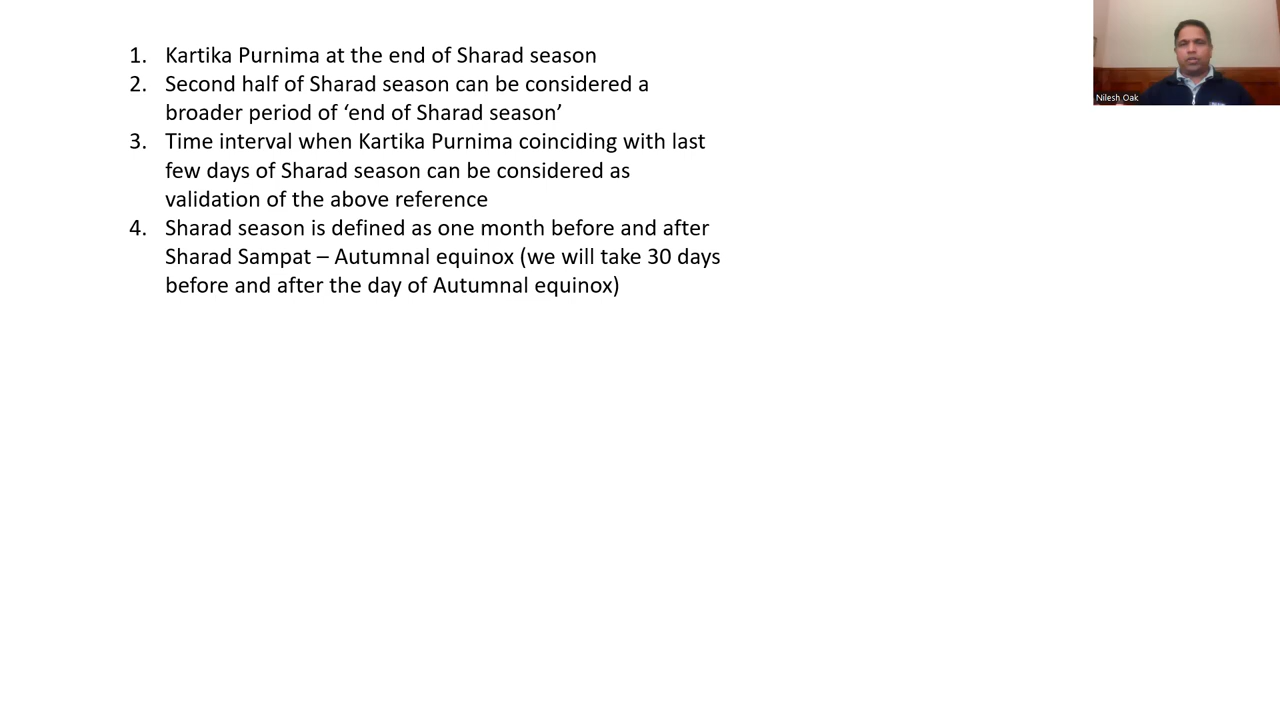 1. Kartika Purnima at the end of Sharad season
2. Second half of Sharad season can be considered a
broader period of ‘end of Sharad season’
3. Time interval when Kartika Purnima coinciding with last
few days of Sharad season can be considered as
validation of the above reference
4. Sharad season is defined as one month before and after
Sharad Sampat – Autumnal equinox (we will take 30 days
before and after the day of Autumnal equinox)
Nilesh Oak